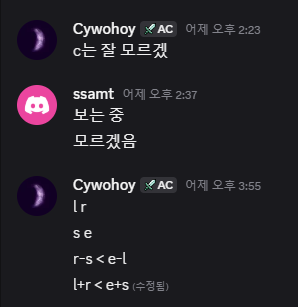 Cywohoy AC 어제 오후 2:23
c는 잘 모르겠
ssamt 어제 오후 2:37
보는 중
모르겠음
Cywohoy AC 어제 오후 3:55
l r
s e
r-s < e-l
l+r < e+s (수정됨)